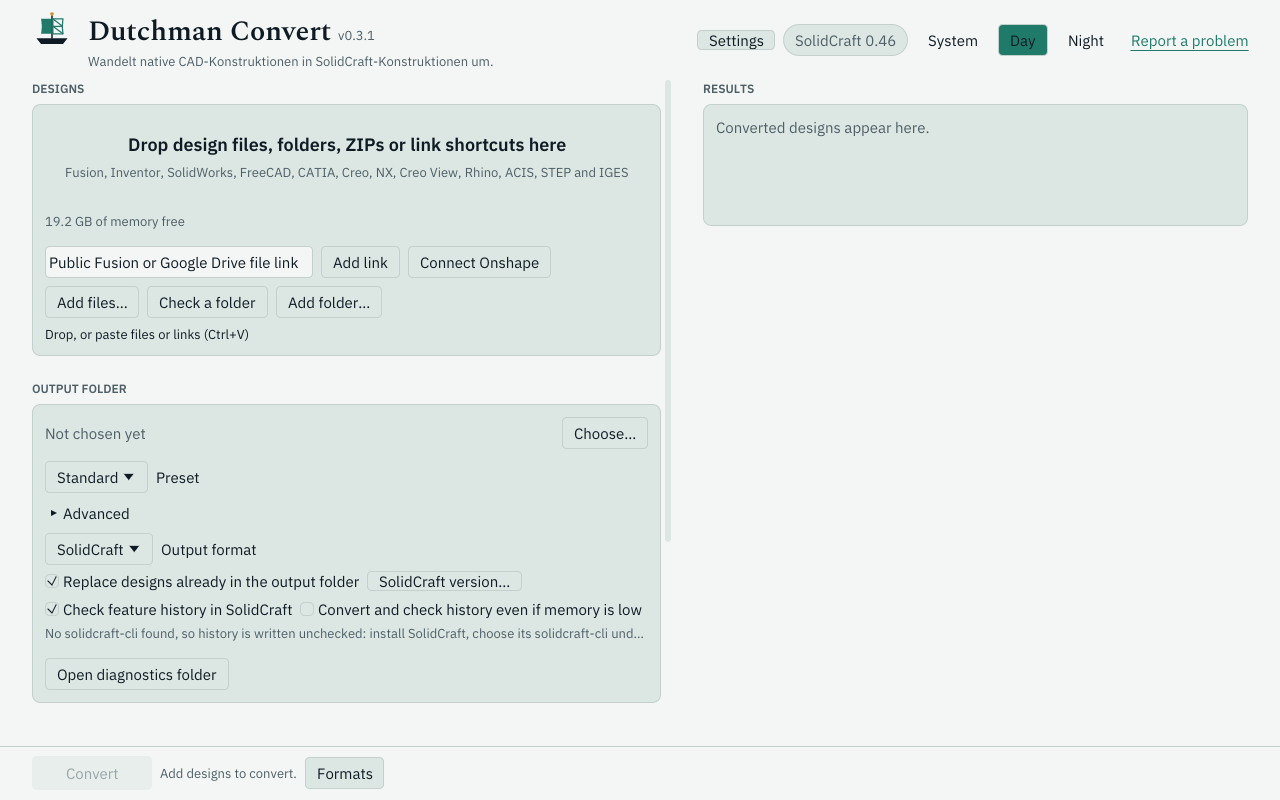 Dutchman Convert v0.3.1
Wandelt native CAD-Konstruktionen in SolidCraft-Konstruktionen um.
Settings SolidCraft 0.46 System Day Night Report a problem
DESIGNS
Drop design files, folders, ZIPs or link shortcuts here
Fusion, Inventor, SolidWorks, FreeCAD, CATIA, Creo, NX, Creo View, Rhino, ACIS, STEP and IGES
19.2 GB of memory free
Public Fusion or Google Drive file link Add link Connect Onshape
Add files... Check a folder Add folder...
Drop, or paste files or links (Ctrl+V)
OUTPUT FOLDER
Not chosen yet Choose...
Standard Preset
Advanced
SolidCraft Output format
Replace designs already in the output folder SolidCraft version...
Check feature history in SolidCraft Convert and check history even if memory is low
No solidcraft-cli found, so history is written unchecked: install SolidCraft, choose its solidcraft-cli und...
Open diagnostics folder
RESULTS
Converted designs appear here.
Convert Add designs to convert. Formats